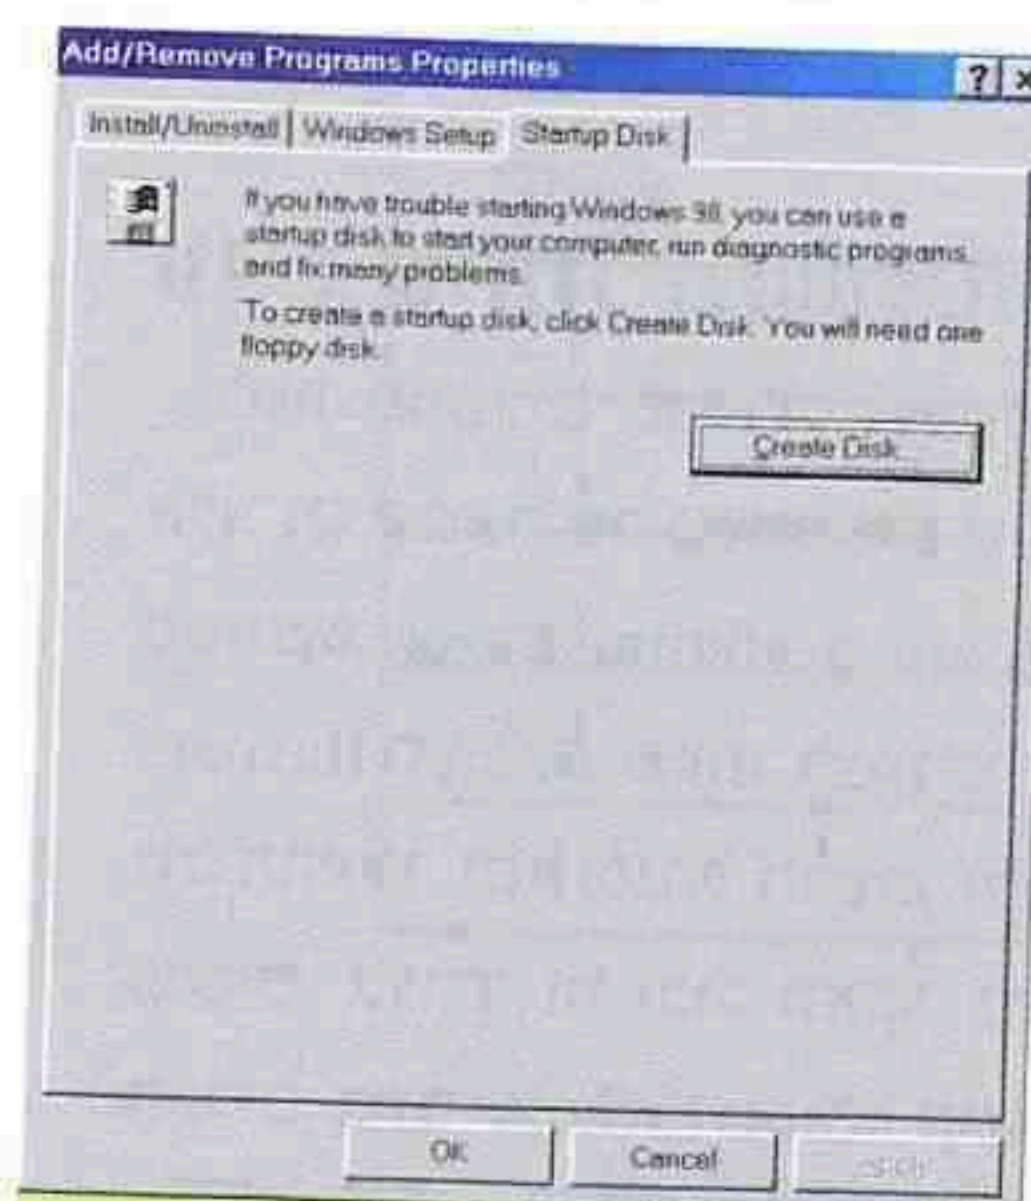 Add/Remove Programs Properties
Install/Uninstall Windows Setup Startup Disk
If you have trouble starting Windows 98, you can use a
startup disk to start your computer, run diagnostic programs,
and fix many problems.
To create a startup disk, click Create Disk. You will need one
floppy disk.
Create Disk
OK Cancel